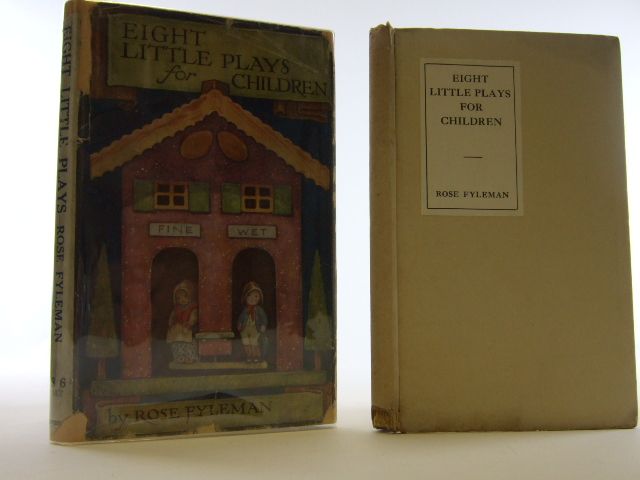 EIGHT LITTLE PLAYS ROSE FYLEMAN
EIGHT
LITTLE PLAYS
for CHILDREN
FINE WET
by ROSE FYLEMAN
EIGHT
LITTLE PLAYS
FOR
CHILDREN
ROSE FYLEMAN